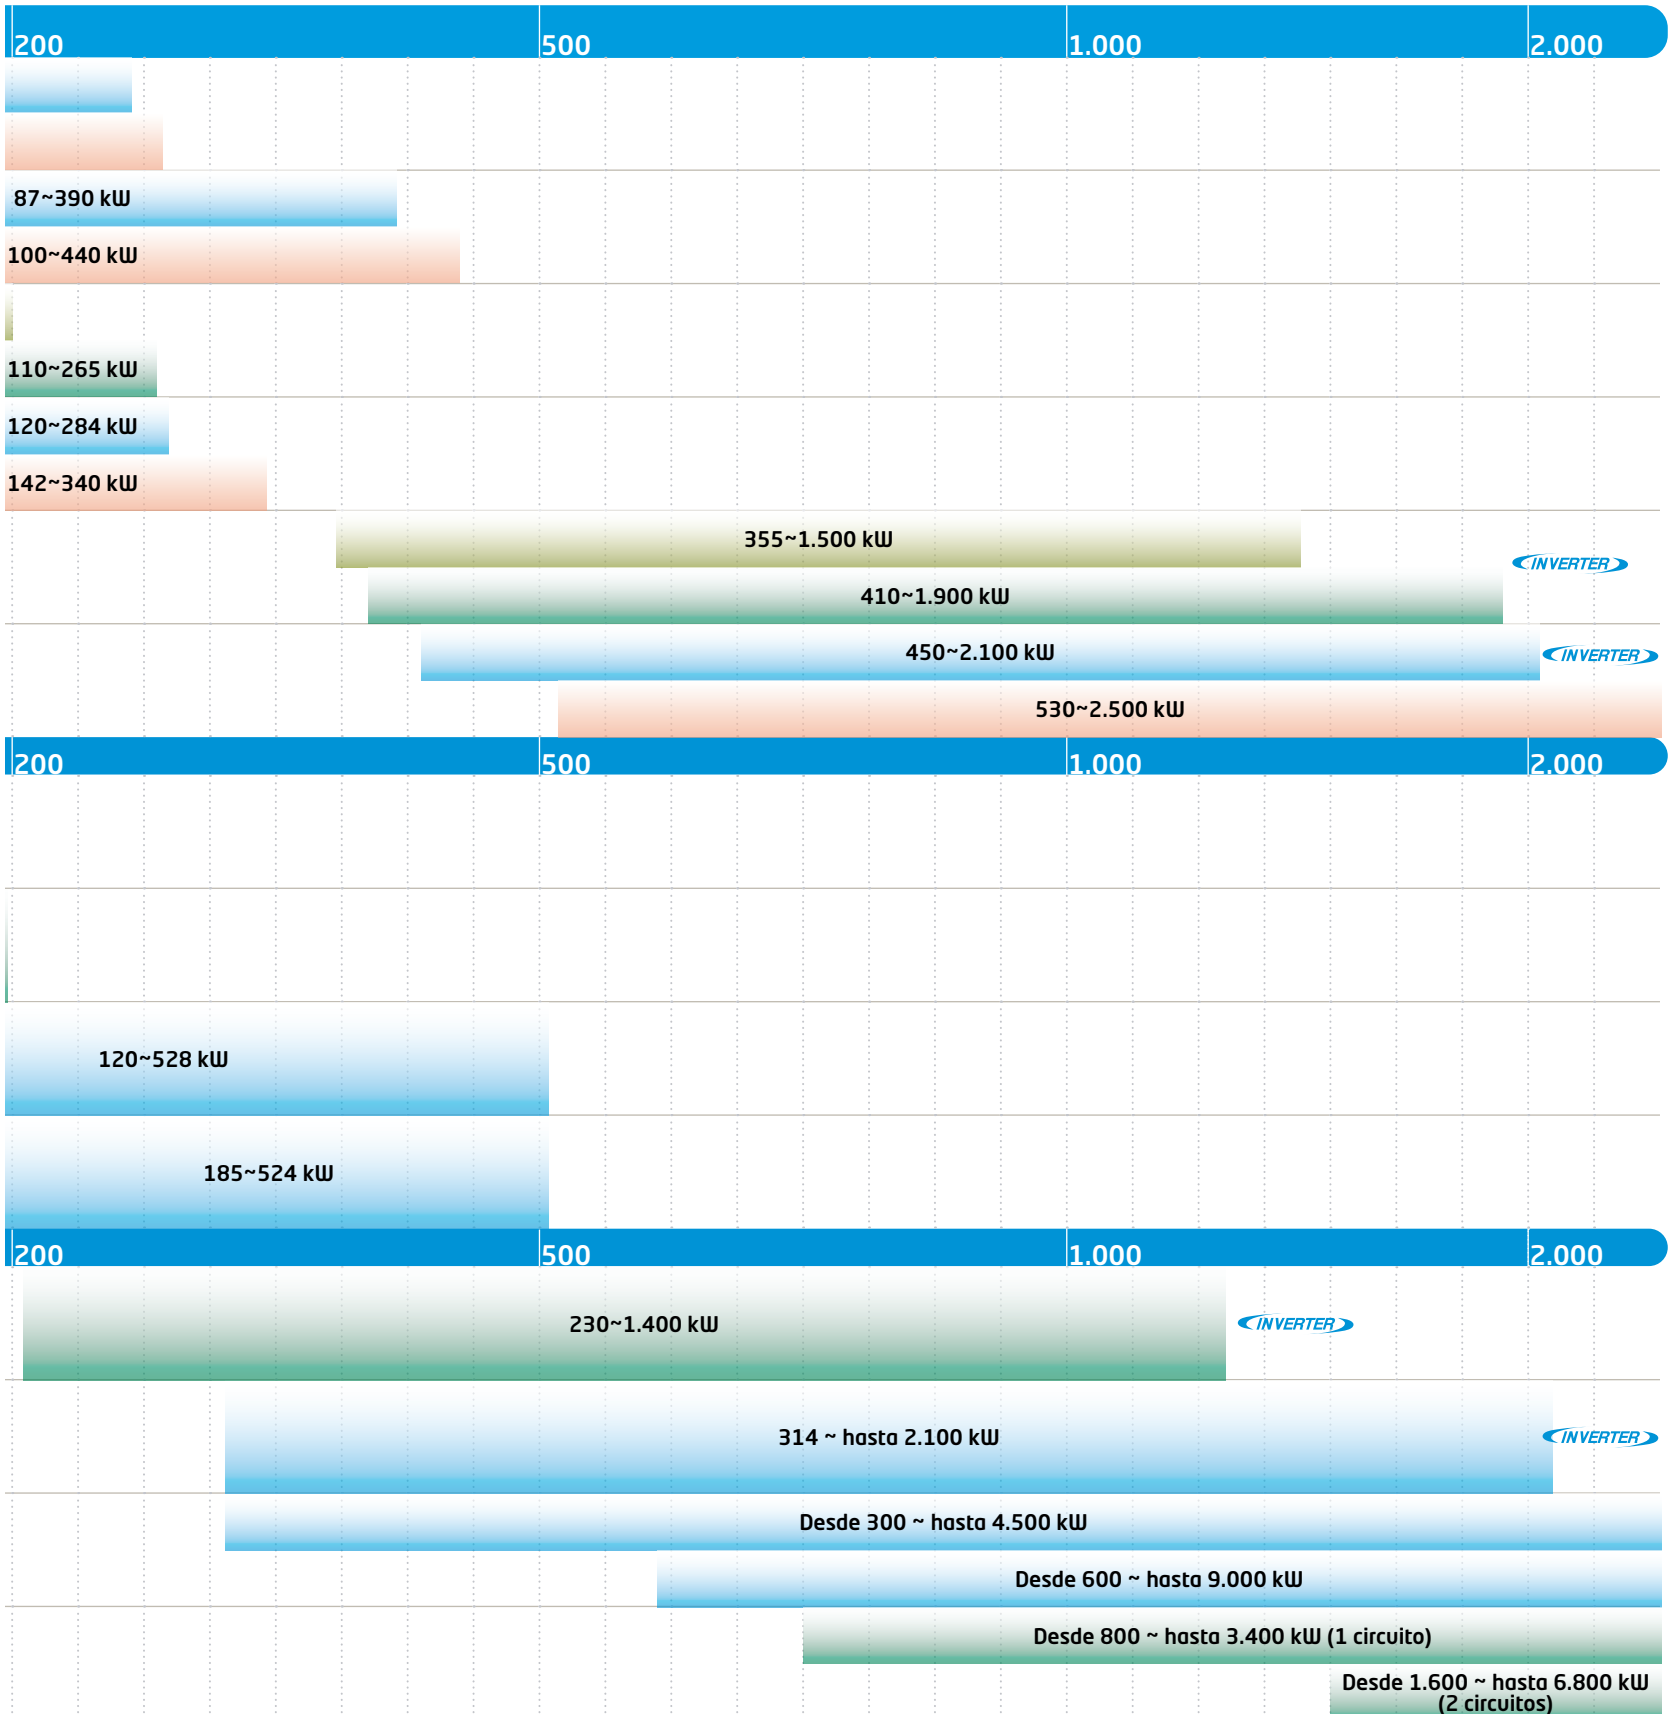 200 500 1.000 2.000
87~390 kW
100~440 kW
110~265 kW
120~284 kW
142~340 kW
355~1.500 kW
INVERTER
410~1.900 kW
450~2.100 kW INVERTER
530~2.500 kW
200 500 1.000 2.000
120~528 kW
185~524 kW
200 500 1.000 2.000
230~1.400 kW INVERTER
314 ~ hasta 2.100 kW INVERTER
Desde 300 ~ hasta 4.500 kW
Desde 600 ~ hasta 9.000 kW
Desde 800 ~ hasta 3.400 kW (1 circuito)
Desde 1.600 ~ hasta 6.800 kW
(2 circuitos)